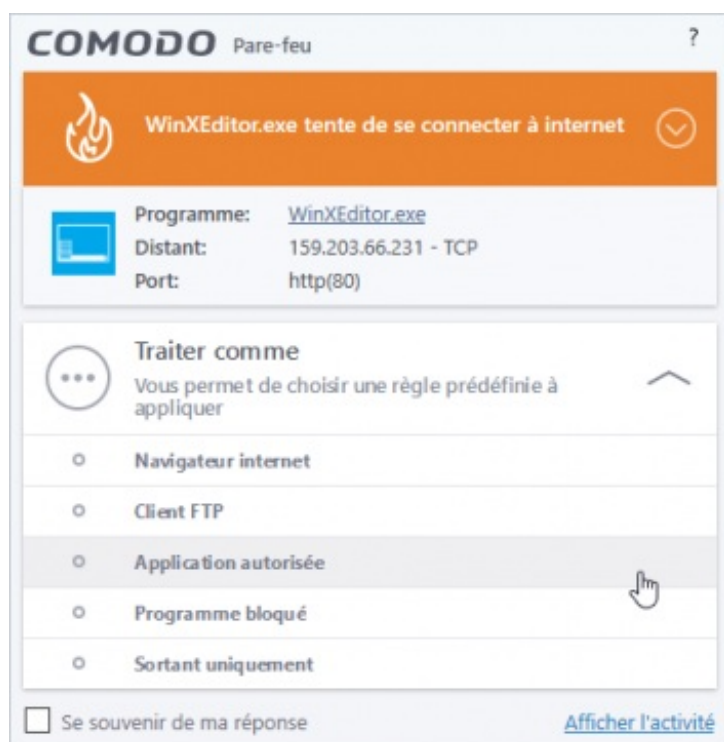 COMODO Pare-feu ?
WinXEditor.exe tente de se connecter à internet
Programme: WinXEditor.exe
Distant: 159.203.66.231 - TCP
Port: http(80)
Traiter comme
Vous permet de choisir une règle prédéfinie à
appliquer
Navigateur internet
Client FTP
Application autorisée
Programme bloqué
Sortant uniquement
Se souvenir de ma réponse Afficher l'activité